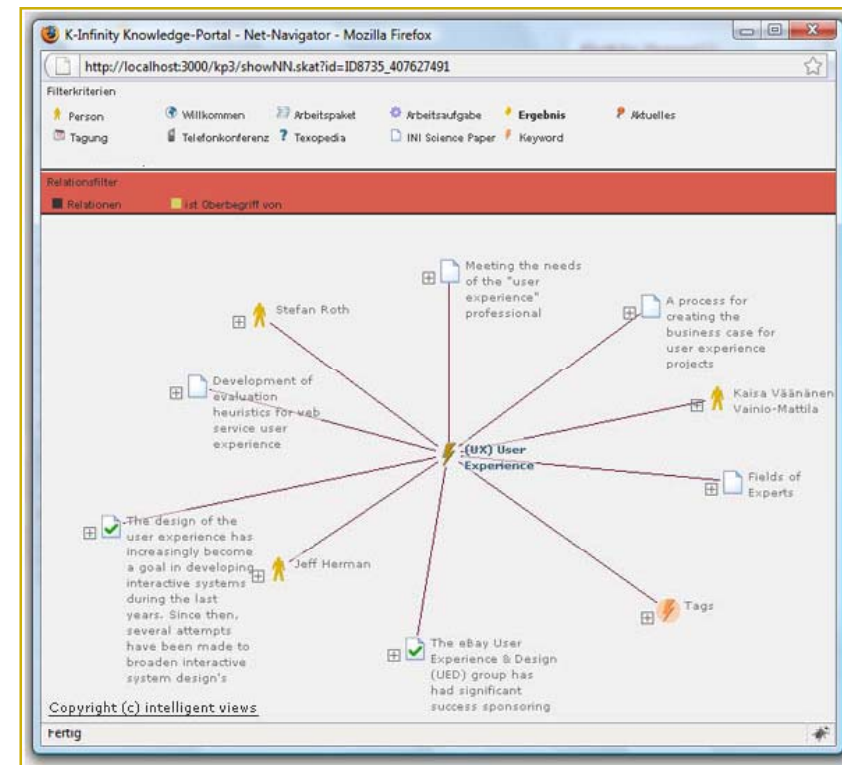 K-Infinity Knowledge-Portal - Net-Navigator - Mozilla Firefox
http://localhost:3000/kp3/showNN.skat?id=ID8735_407627491
Filterkriterien
Person Willkommen Arbeitspaket Arbeitsaufgabe Ergebnis Aktuelles
Tagung Telefonkonferenz Texopedia INI Science Paper Keyword
Relationsfilter
Relationen ist Oberbegriff von
Meeting the needs
of the "user
experience"
professional
A process for
creating the
business case for
user experience
projects
Stefan Roth
Development of
evaluation
heuristics for web
service user
experience
Kaisa Väänänen
Vainio-Mattila
(UX) User
Experience
Fields of
Experts
The design of the
user experience has
increasingly become
a goal in developing
interactive systems
during the last
years. Since then,
several attempts
have been made to
broaden interactive
system design's
Jeff Herman
Tags
The eBay User
Experience & Design
(UED) group has
had significant
success sponsoring
Copyright (c) intelligent views
Fertig